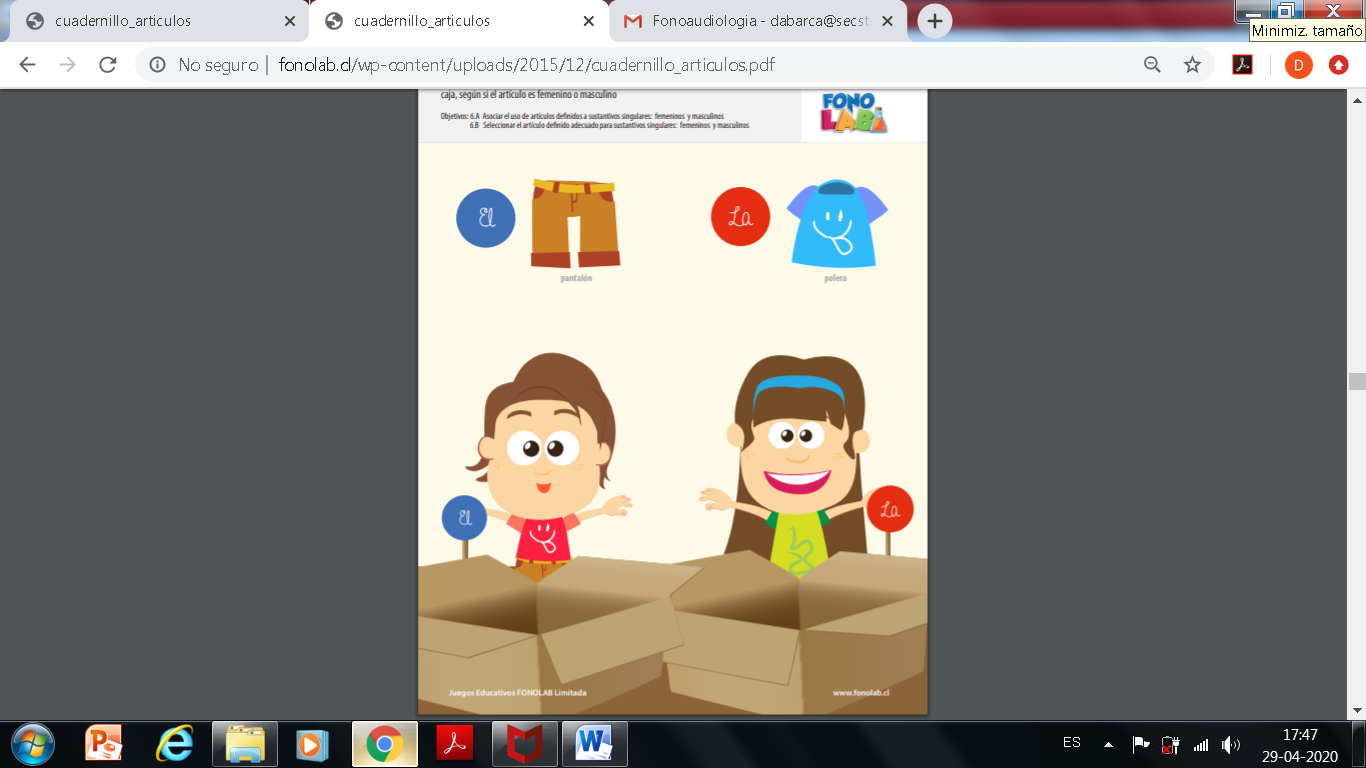 cuadernillo_articulos
cuadernillo_articulos
Fonoaudiologia - dabarca@secst
Minimiz. tamaño
No seguro | fonolab.cl/wp-content/uploads/2015/12/cuadernillo_articulos.pdf
D
caja, según si el artículo es femenino o masculino
Objetivos: 6.A Asociar el uso de artículos definidos a sustantivos singulares: femeninos y masculinos
6.B Seleccionar el artículo definido adecuado para sustantivos singulares: femeninos y masculinos
FONO
LAB
El
La
pantalón
polera
El
La
Juegos Educativos FONOLAB Limitada
www.fonolab.cl
ES
17:47
29-04-2020